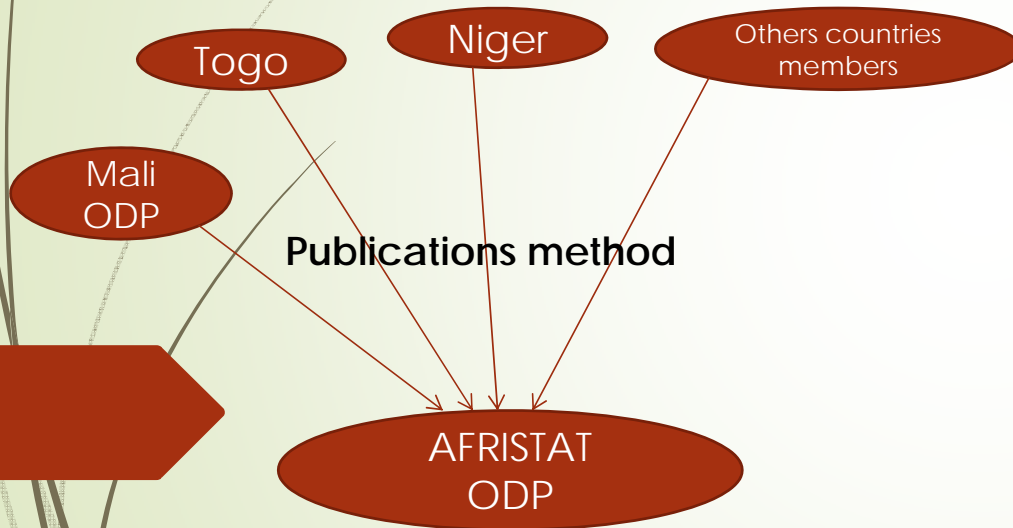 Togo
Niger
Others countries
members
Mali
ODP
Publications method
AFRISTAT
ODP